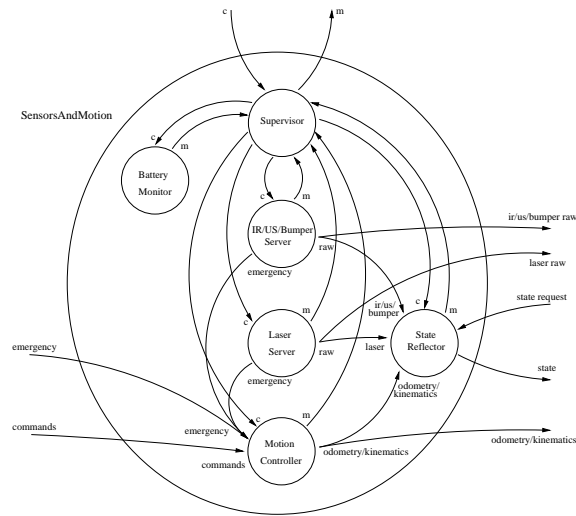 c
m
SensorsAndMotion
Supervisor
c
m
Battery
Monitor
c
m
IR/US/Bumper
Server
raw
ir/us/bumper raw
emergency
laser raw
ir/us/
bumper
c
m
state request
c
m
Laser
Server
raw
laser
State
Reflector
emergency
emergency
state
odometry/
kinematics
commands
emergency
c
m
Motion
Controller
commands
odometry/kinematics
odometry/kinematics